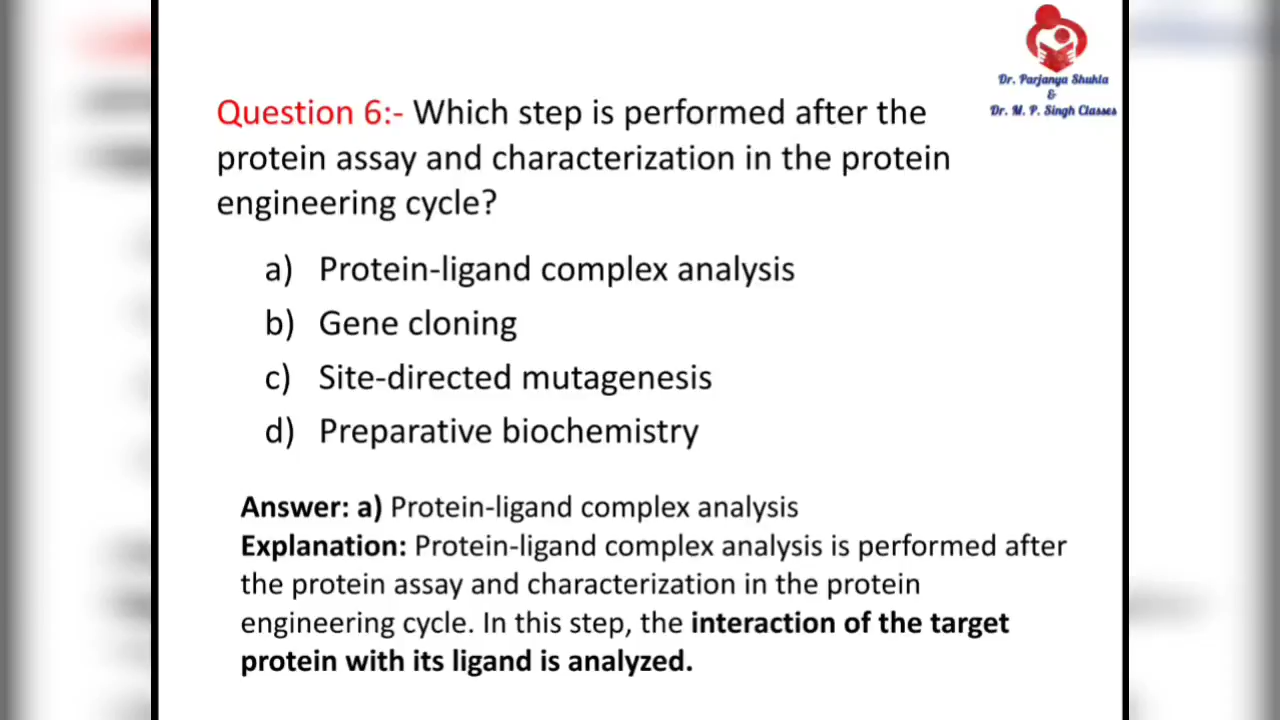 Dr. Parjanya Shukla
&
Dr. M. P. Singh Classes
Question 6:- Which step is performed after the
protein assay and characterization in the protein
engineering cycle?
a) Protein-ligand complex analysis
b) Gene cloning
c) Site-directed mutagenesis
d) Preparative biochemistry
Answer: a) Protein-ligand complex analysis
Explanation: Protein-ligand complex analysis is performed after
the protein assay and characterization in the protein
engineering cycle. In this step, the interaction of the target
protein with its ligand is analyzed.